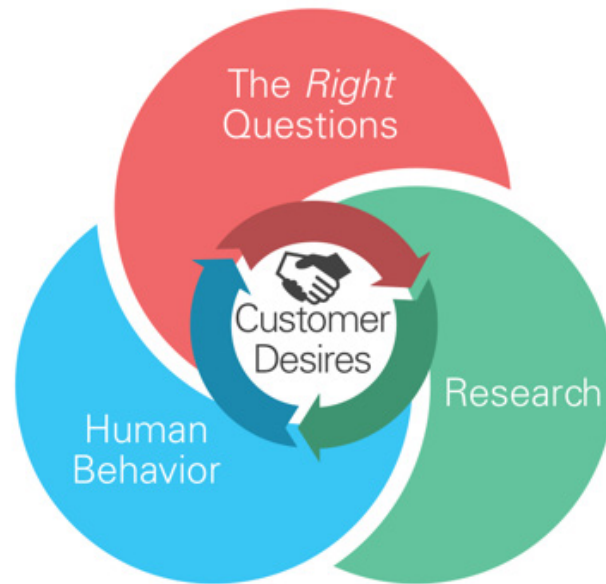 The Right
Questions
Customer
Desires
Research
Human
Behavior